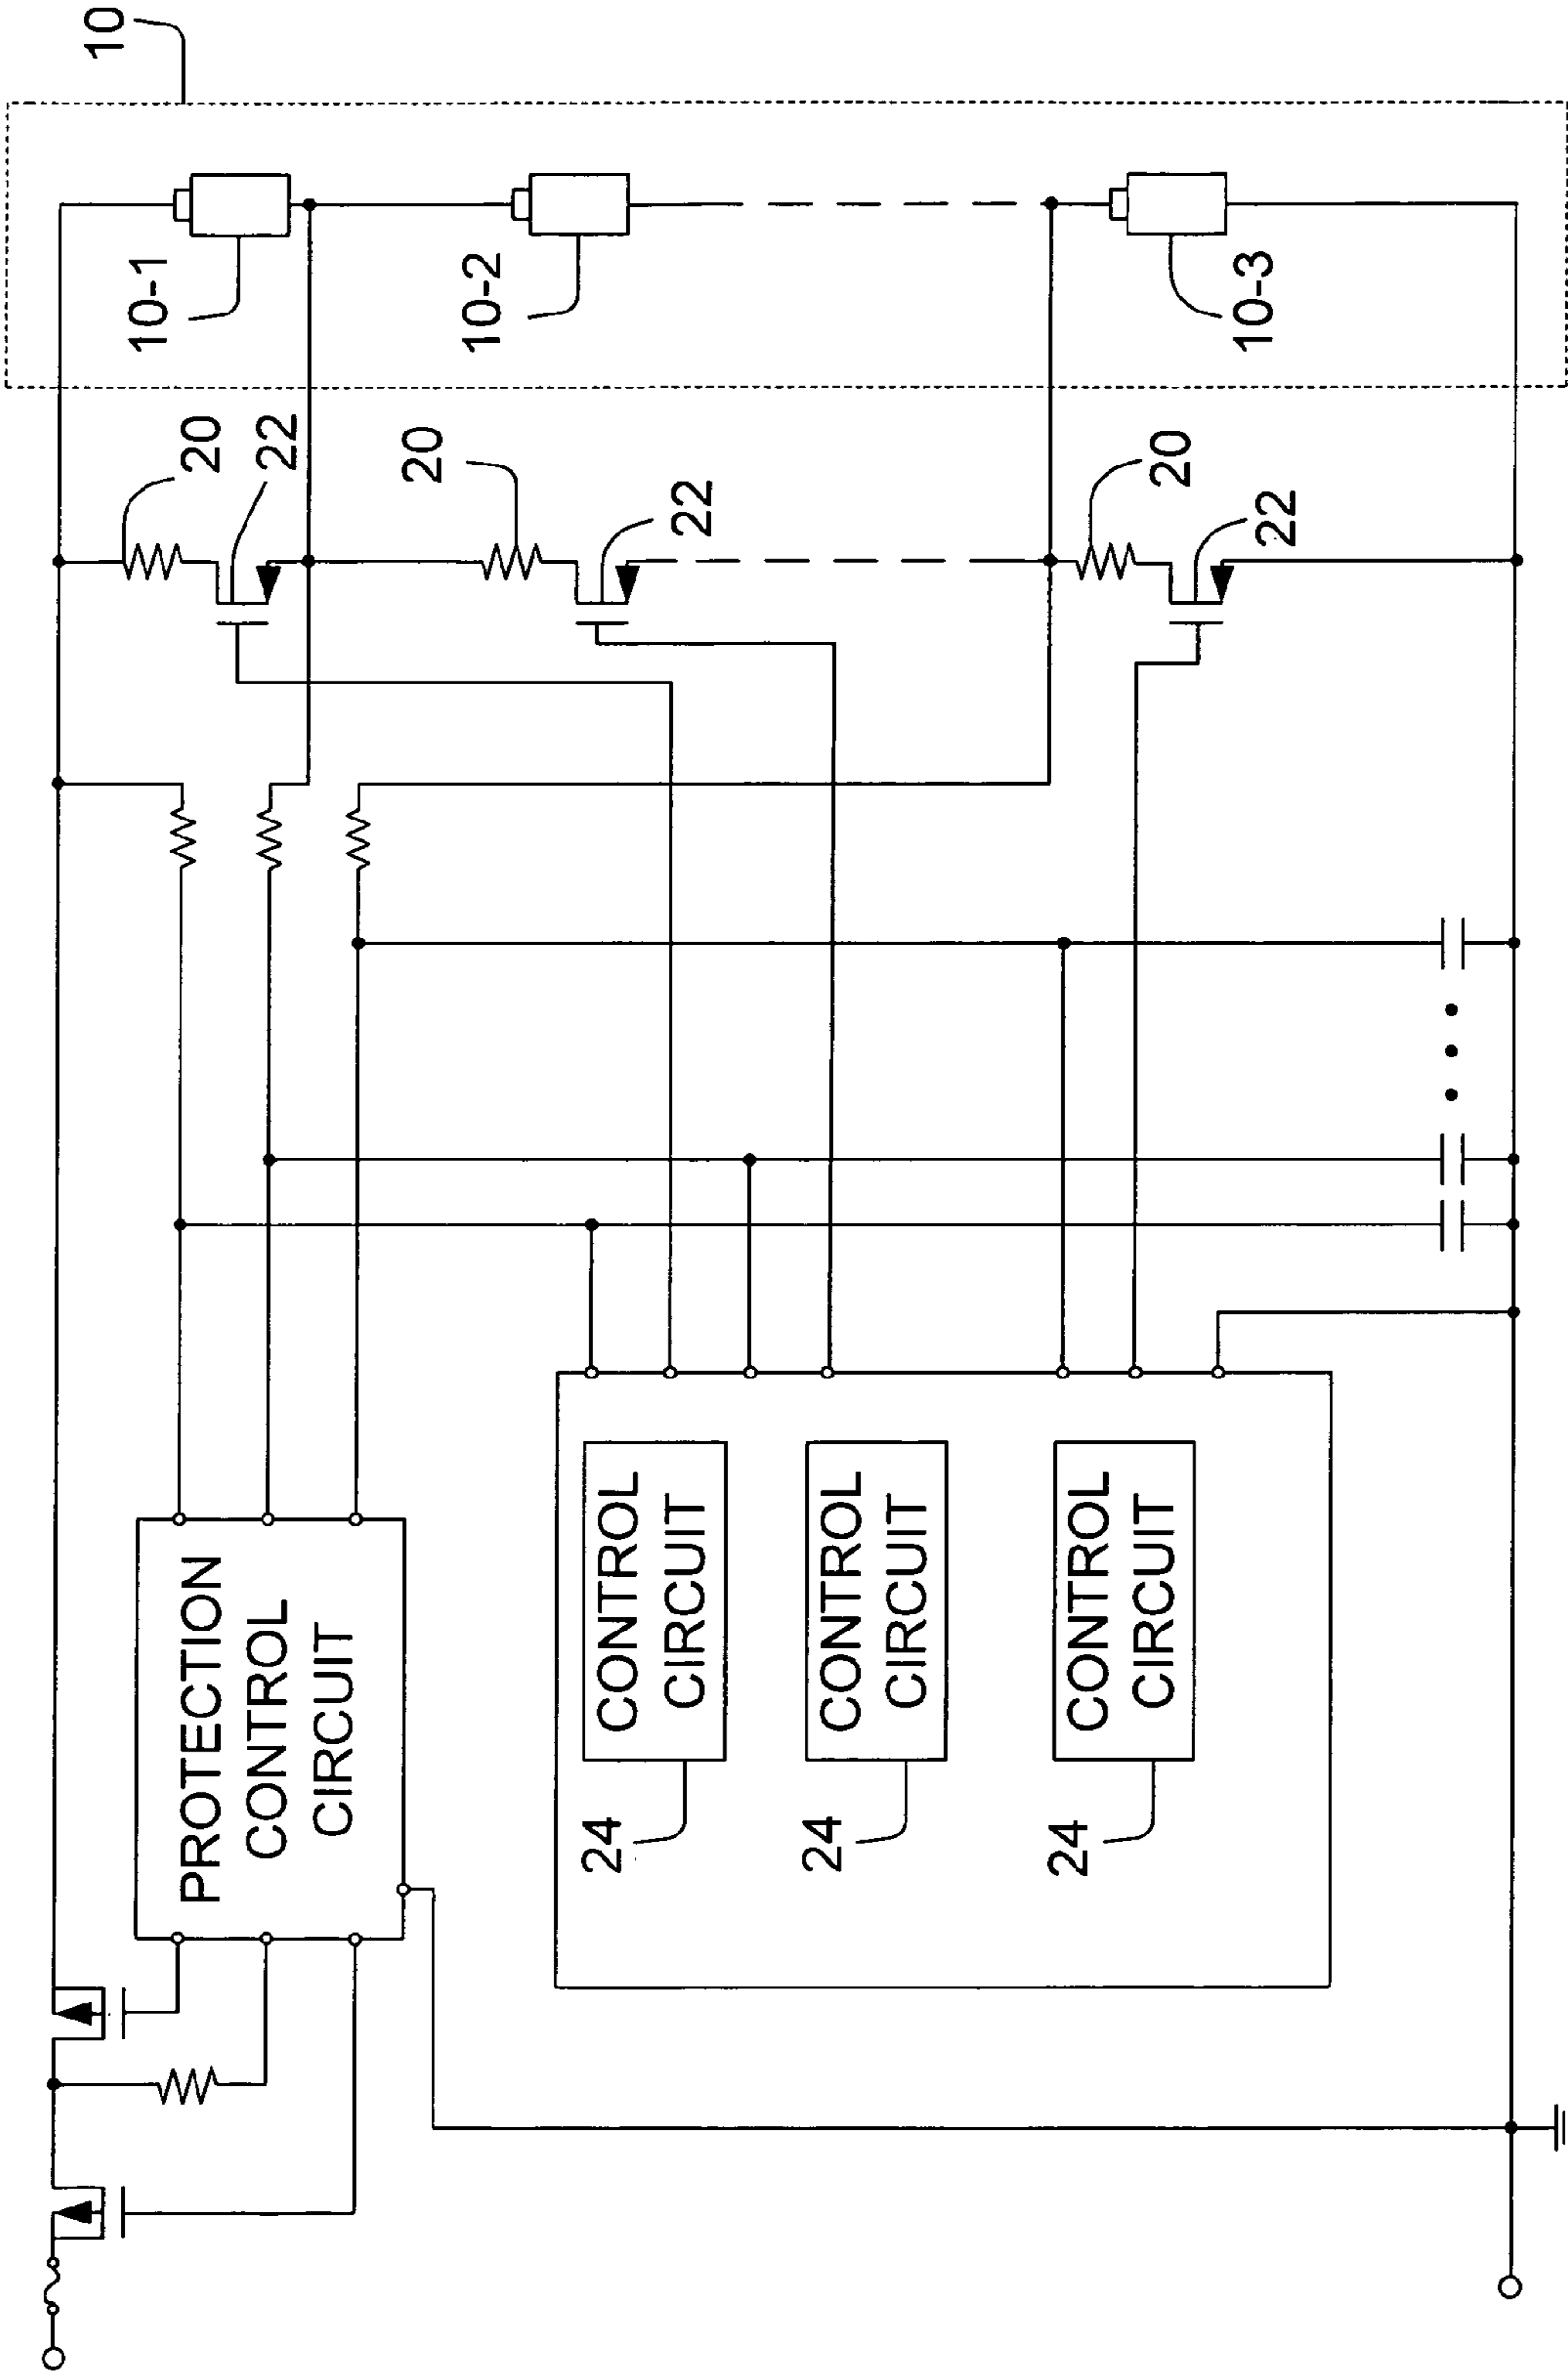 10
10-1
10-2
10-3
20
22
20
22
20
22
PROTECTION
CONTROL
CIRCUIT
CONTROL
CIRCUIT
24
CONTROL
CIRCUIT
24
CONTROL
CIRCUIT
24